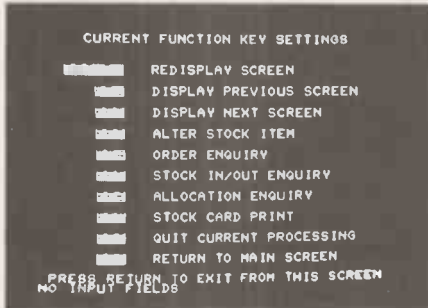 CURRENT FUNCTION KEY SETTINGS
REDISPLAY SCREEN
DISPLAY PREVIOUS SCREEN
DISPLAY NEXT SCREEN
ALTER STOCK ITEM
ORDER ENQUIRY
STOCK IN/OUT ENQUIRY
ALLOCATION ENQUIRY
STOCK CARD PRINT
QUIT CURRENT PROCESSING
RETURN TO MAIN SCREEN
PRESS RETURN TO EXIT FROM THIS SCREEN
NO INPUT FIELDS